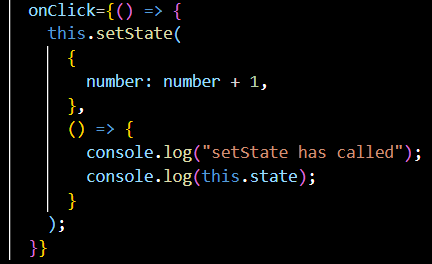 onClick={() => {
this.setState(
{
number: number + 1,
},
() => {
console.log("setState has called");
console.log(this.state);
}
);
}}